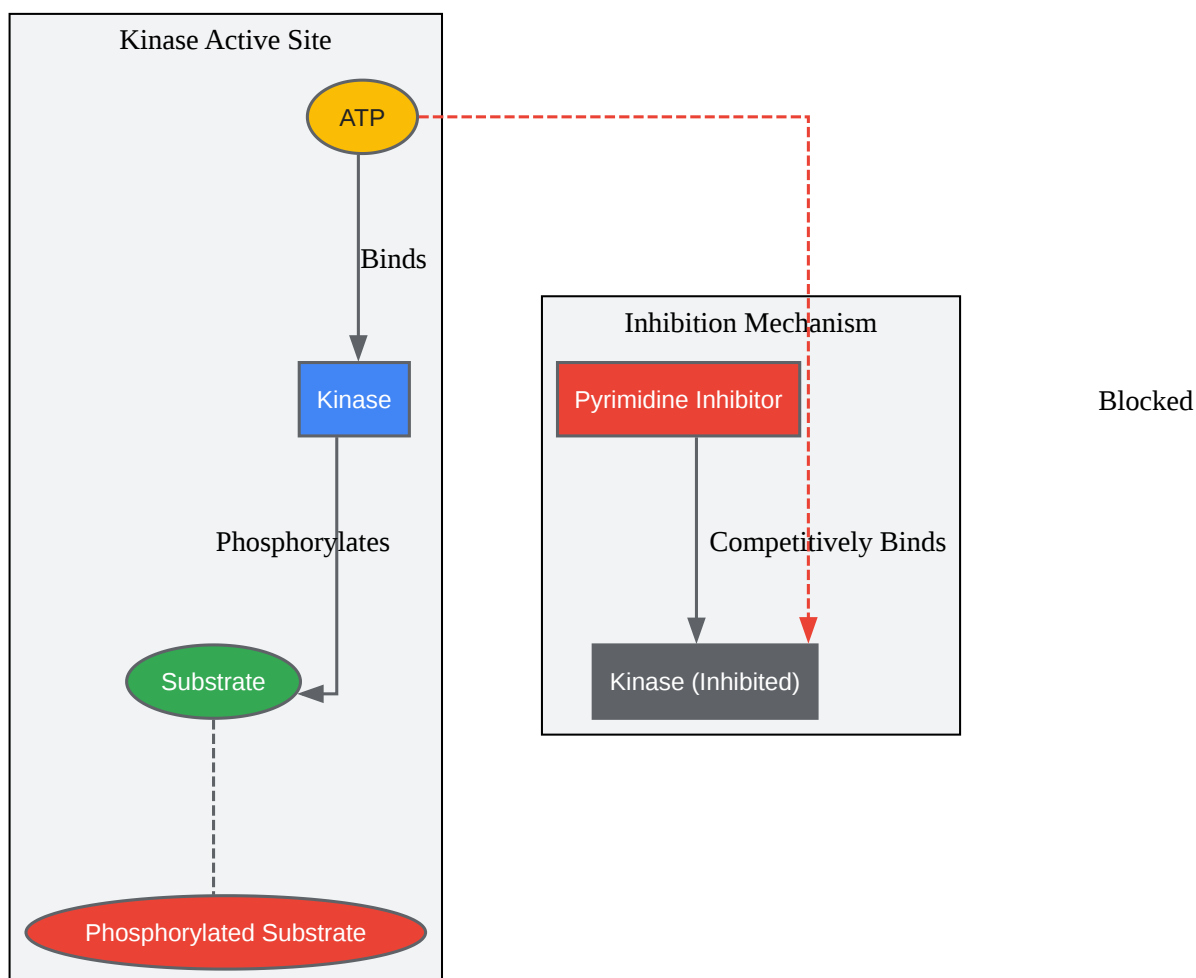 Kinase Active Site
ATP
Binds
Kinase
Phosphorylates
Substrate
Phosphorylated Substrate
Inhibition Mechanism
Pyrimidine Inhibitor
Competitively Binds
Kinase (Inhibited)
Blocked